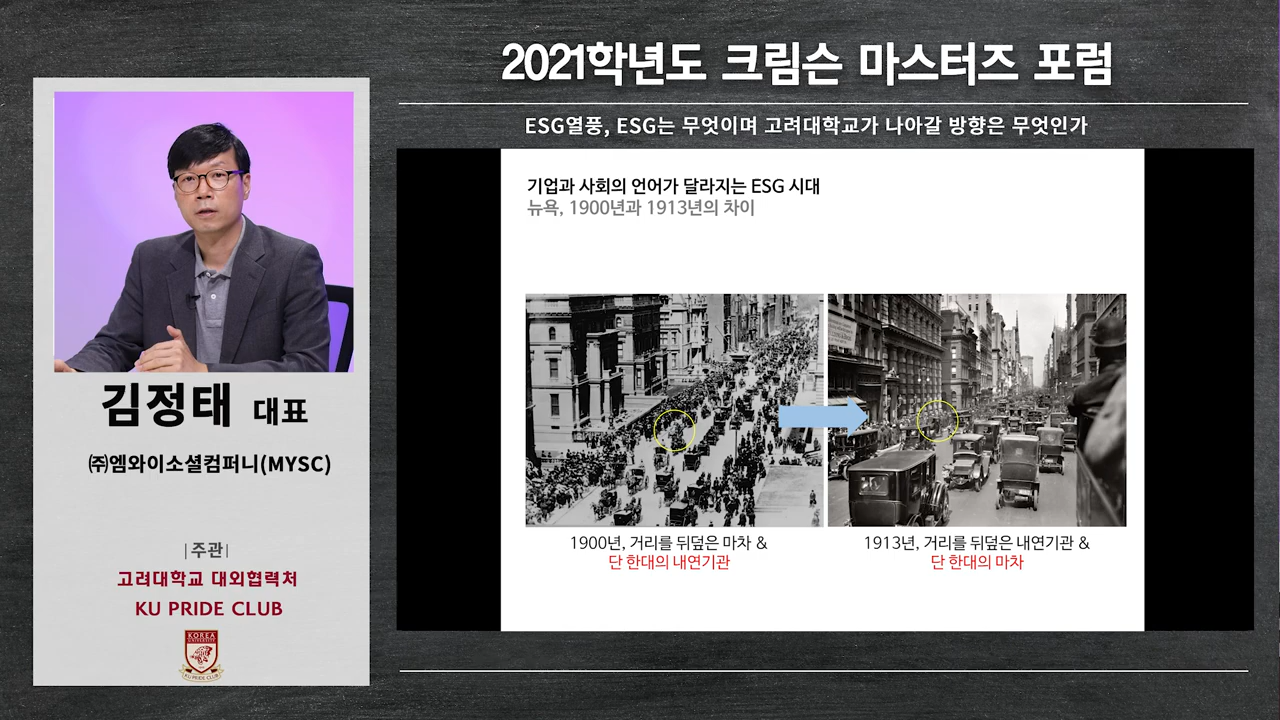 2021학년도 크림슨 마스터즈 포럼
ESG열풍, ESG는 무엇이며 고려대학교가 나아갈 방향은 무엇인가
기업과 사회의 언어가 달라지는 ESG 시대
뉴욕, 1900년과 1913년의 차이
1900년, 거리를 뒤덮은 마차 &
단 한대의 내연기관
1913년, 거리를 뒤덮은 내연기관 &
단 한대의 마차
김정태 대표
㈜엠와이소셜컴퍼니(MYSC)
|주관|
고려대학교 대외협력처
KU PRIDE CLUB
KOREA
UNIVERSITY
KU PRIDE CLUB